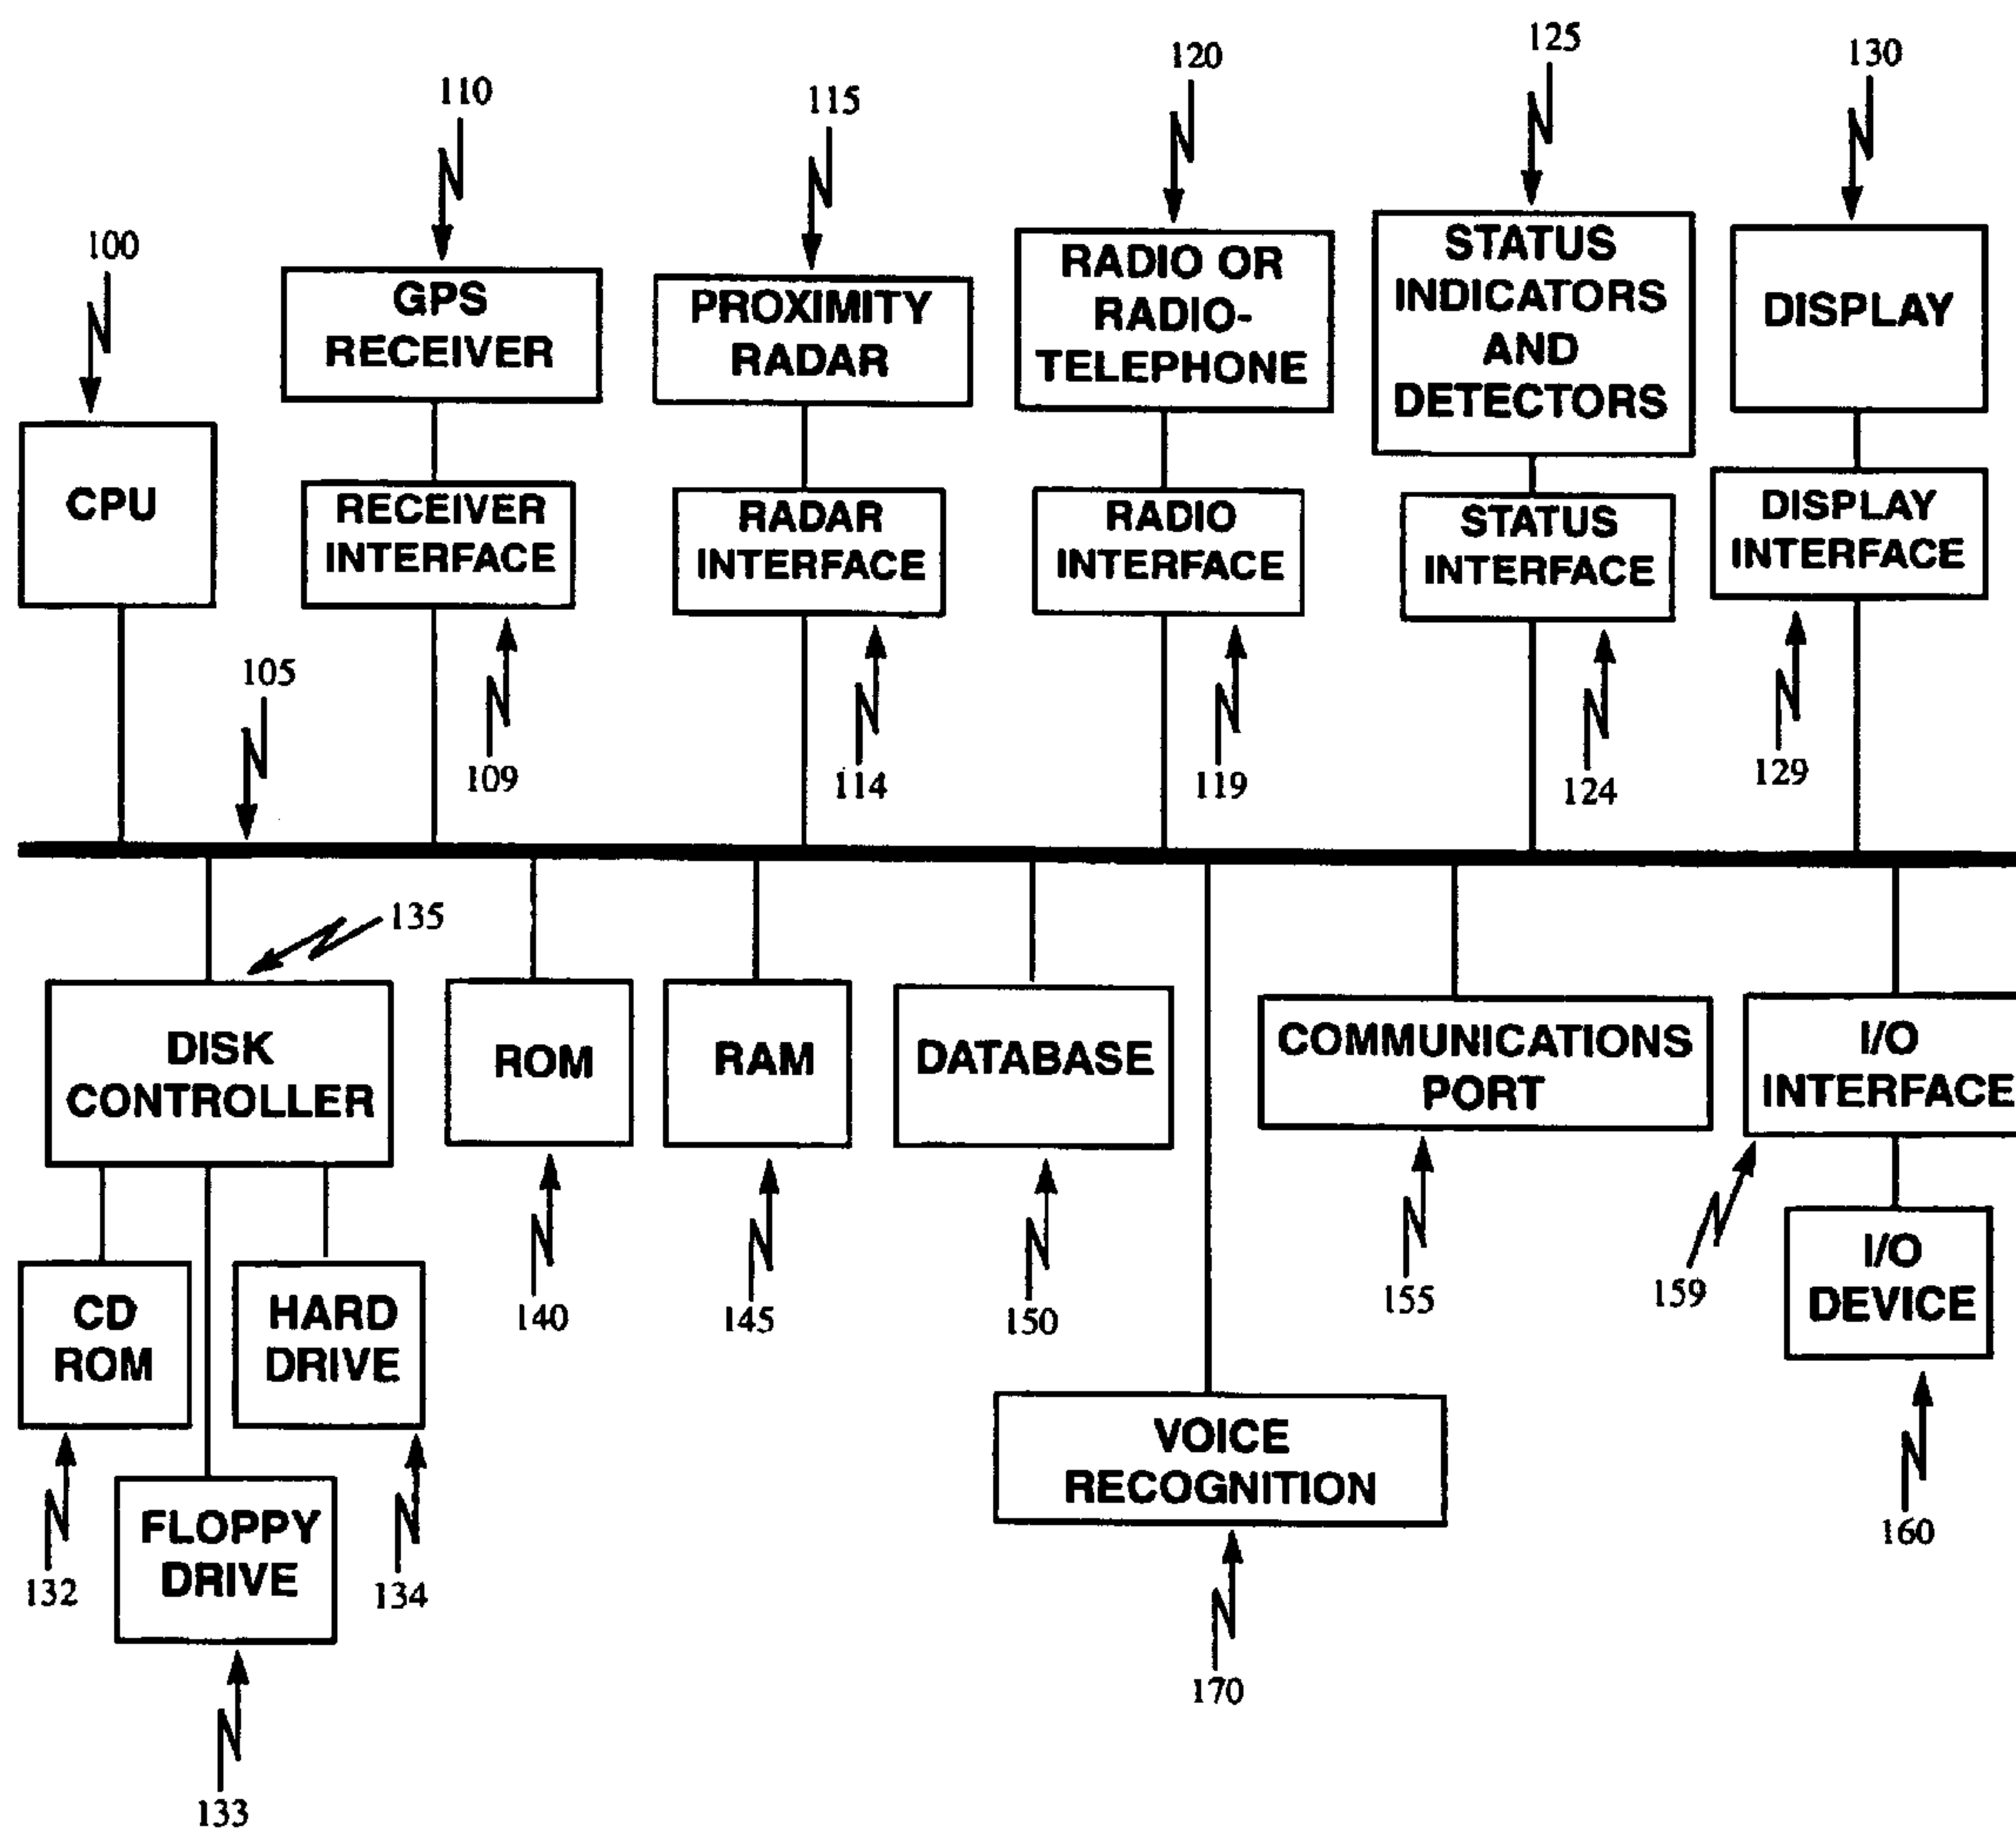 125
130
120
110
115
100
STATUS
INDICATORS
AND
DETECTORS
DISPLAY
RADIO OR
RADIO-
TELEPHONE
GPS
RECEIVER
PROXIMITY
RADAR
CPU
RECEIVER
INTERFACE
RADAR
INTERFACE
RADIO
INTERFACE
STATUS
INTERFACE
DISPLAY
INTERFACE
105
109
114
119
124
129
135
DISK
CONTROLLER
ROM
RAM
DATABASE
COMMUNICATIONS
PORT
I/O
INTERFACE
CD
ROM
HARD
DRIVE
140
145
150
155
159
I/O
DEVICE
VOICE
RECOGNITION
FLOPPY
DRIVE
132
134
160
170
133